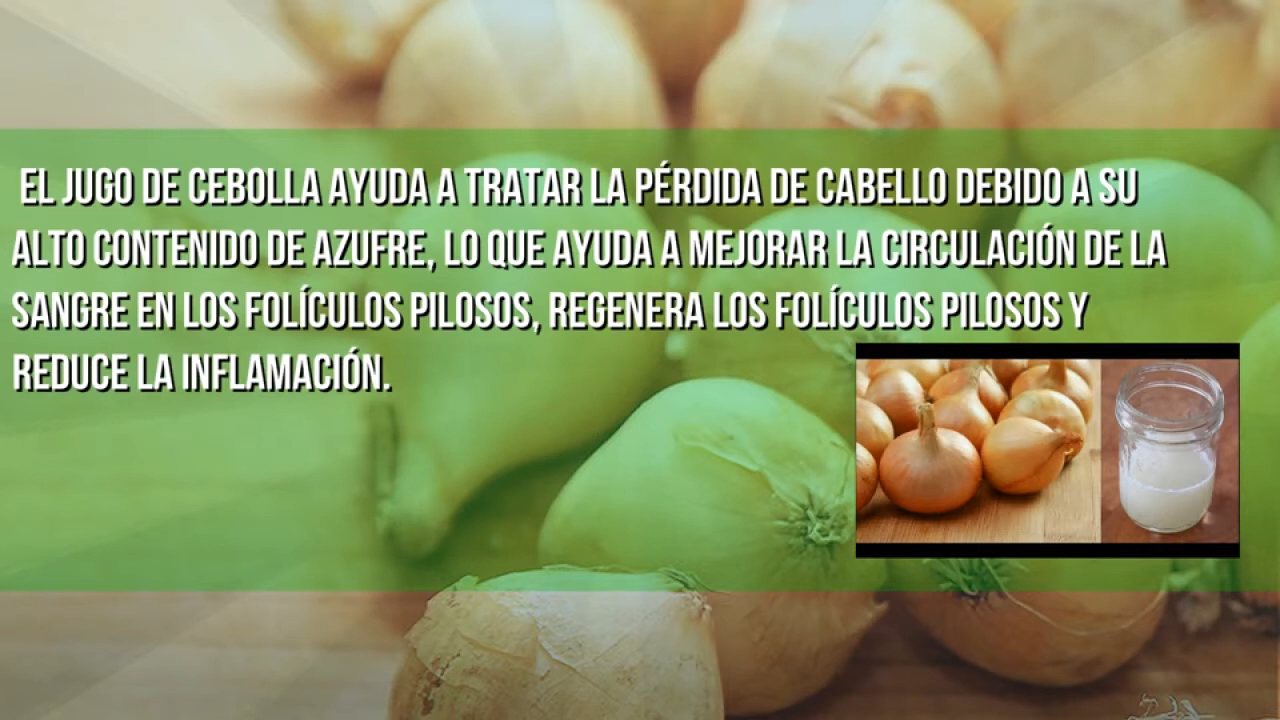 EL JUGO DE CEBOLLA AYUDA A TRATAR LA PÉRDIDA DE CABELLO DEBIDO A SU
ALTO CONTENIDO DE AZUFRE, LO QUE AYUDA A MEJORAR LA CIRCULACIÓN DE LA
SANGRE EN LOS FOLÍCULOS PILOSOS, REGENERA LOS FOLÍCULOS PILOSOS Y
REDUCE LA INFLAMACIÓN.